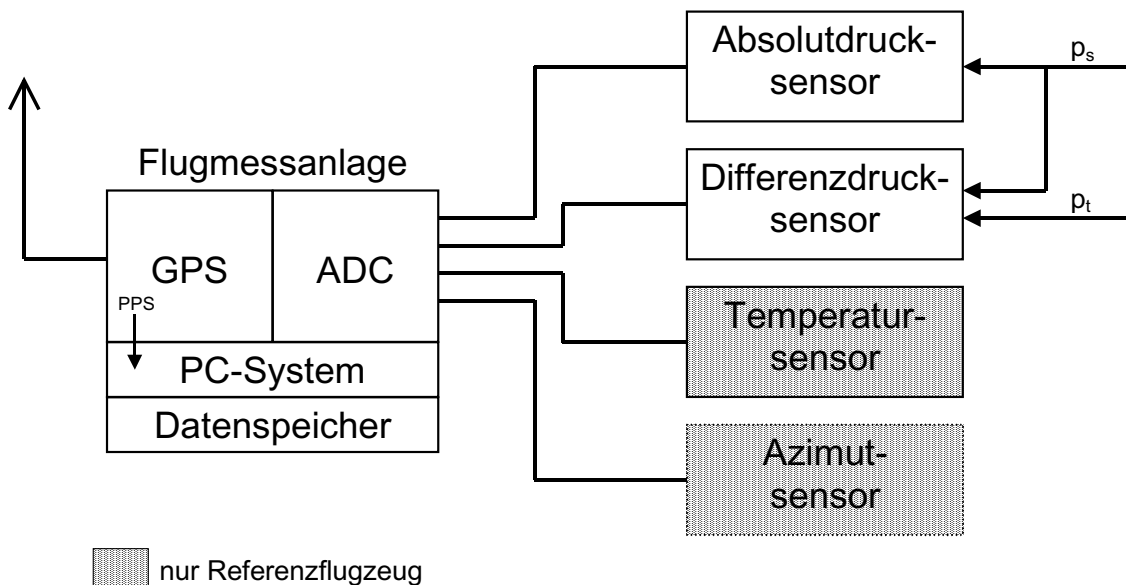 Absolutdruck-
sensor
p_s
Flugmessanlage
Differenzdruck-
sensor
p_t
GPS
ADC
PPS
Temperatur-
sensor
PC-System
Datenspeicher
Azimut-
sensor
nur Referenzflugzeug